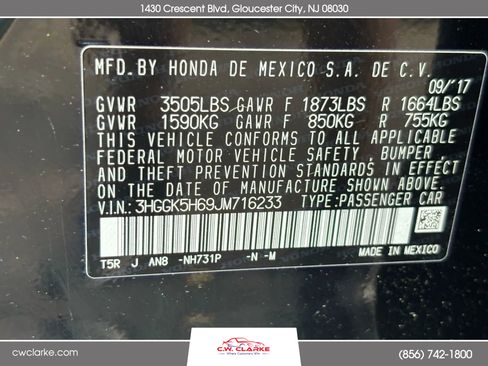 1430 Crescent Blvd, Gloucester City, NJ 08030
MFD.BY HONDA DE MEXICO S.A. DE C.V.
09/'17
GVWR 3505LBS GAWR F 1873LBS R 1664LBS
GVWR 1590KG GAWR F 850KG R 755KG
THIS VEHICLE CONFORMS TO ALL APPLICABLE
FEDERAL MOTOR VEHICLE SAFETY, BUMPER,
AND THEFT PREVENTION STANDARDS IN EFFECT
ON THE DATE OF MANUFACTURE SHOWN ABOVE.
V.I.N.: 3HGGK5H69JM716233 TYPE:PASSENGER CAR
T5R J AN8 -NH731P -N -M
MADE IN MEXICO
cwclarke.com
C.W. CLARKE
(856) 742-1800